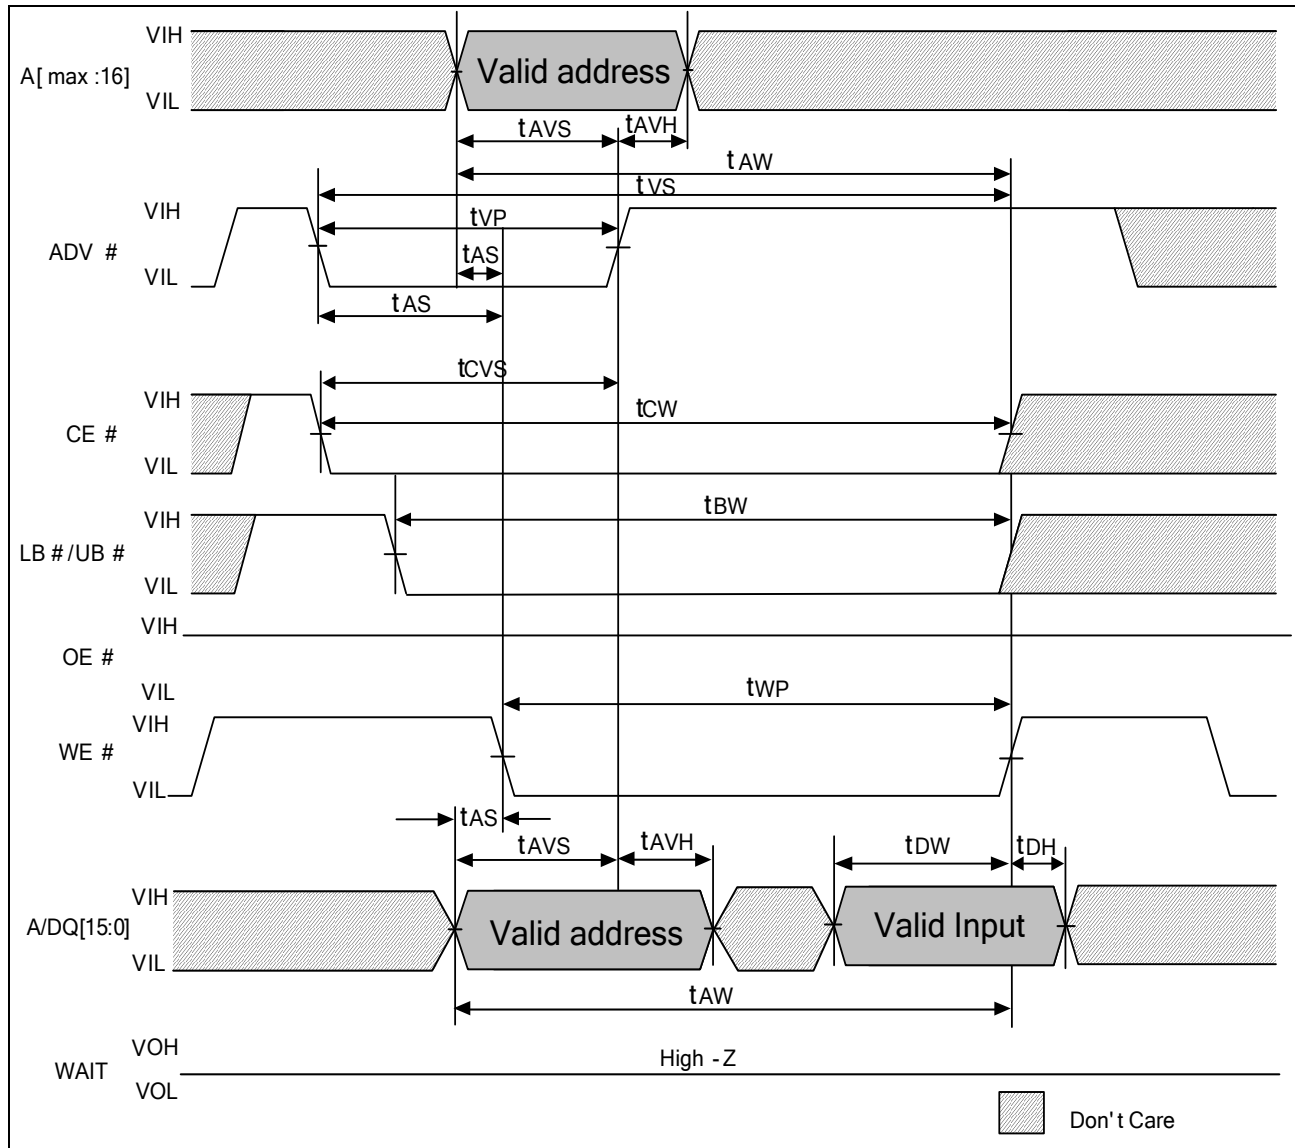 VIH
A[ max :16]
VIL
Valid address
tAVS
tAVH
tAW
tVS
VIH
ADV #
VIL
tVP
tAS
tAS
tCVS
VIH
CE #
VIL
tCW
VIH
LB #/UB #
VIL
tBW
VIH
OE #
VIL
tWP
VIH
WE #
VIL
tAS
tAVS
tAVH
tDW
tDH
VIH
A/DQ[15:0]
VIL
Valid address
Valid Input
tAW
VOH
WAIT
VOL
High -Z
Don't Care